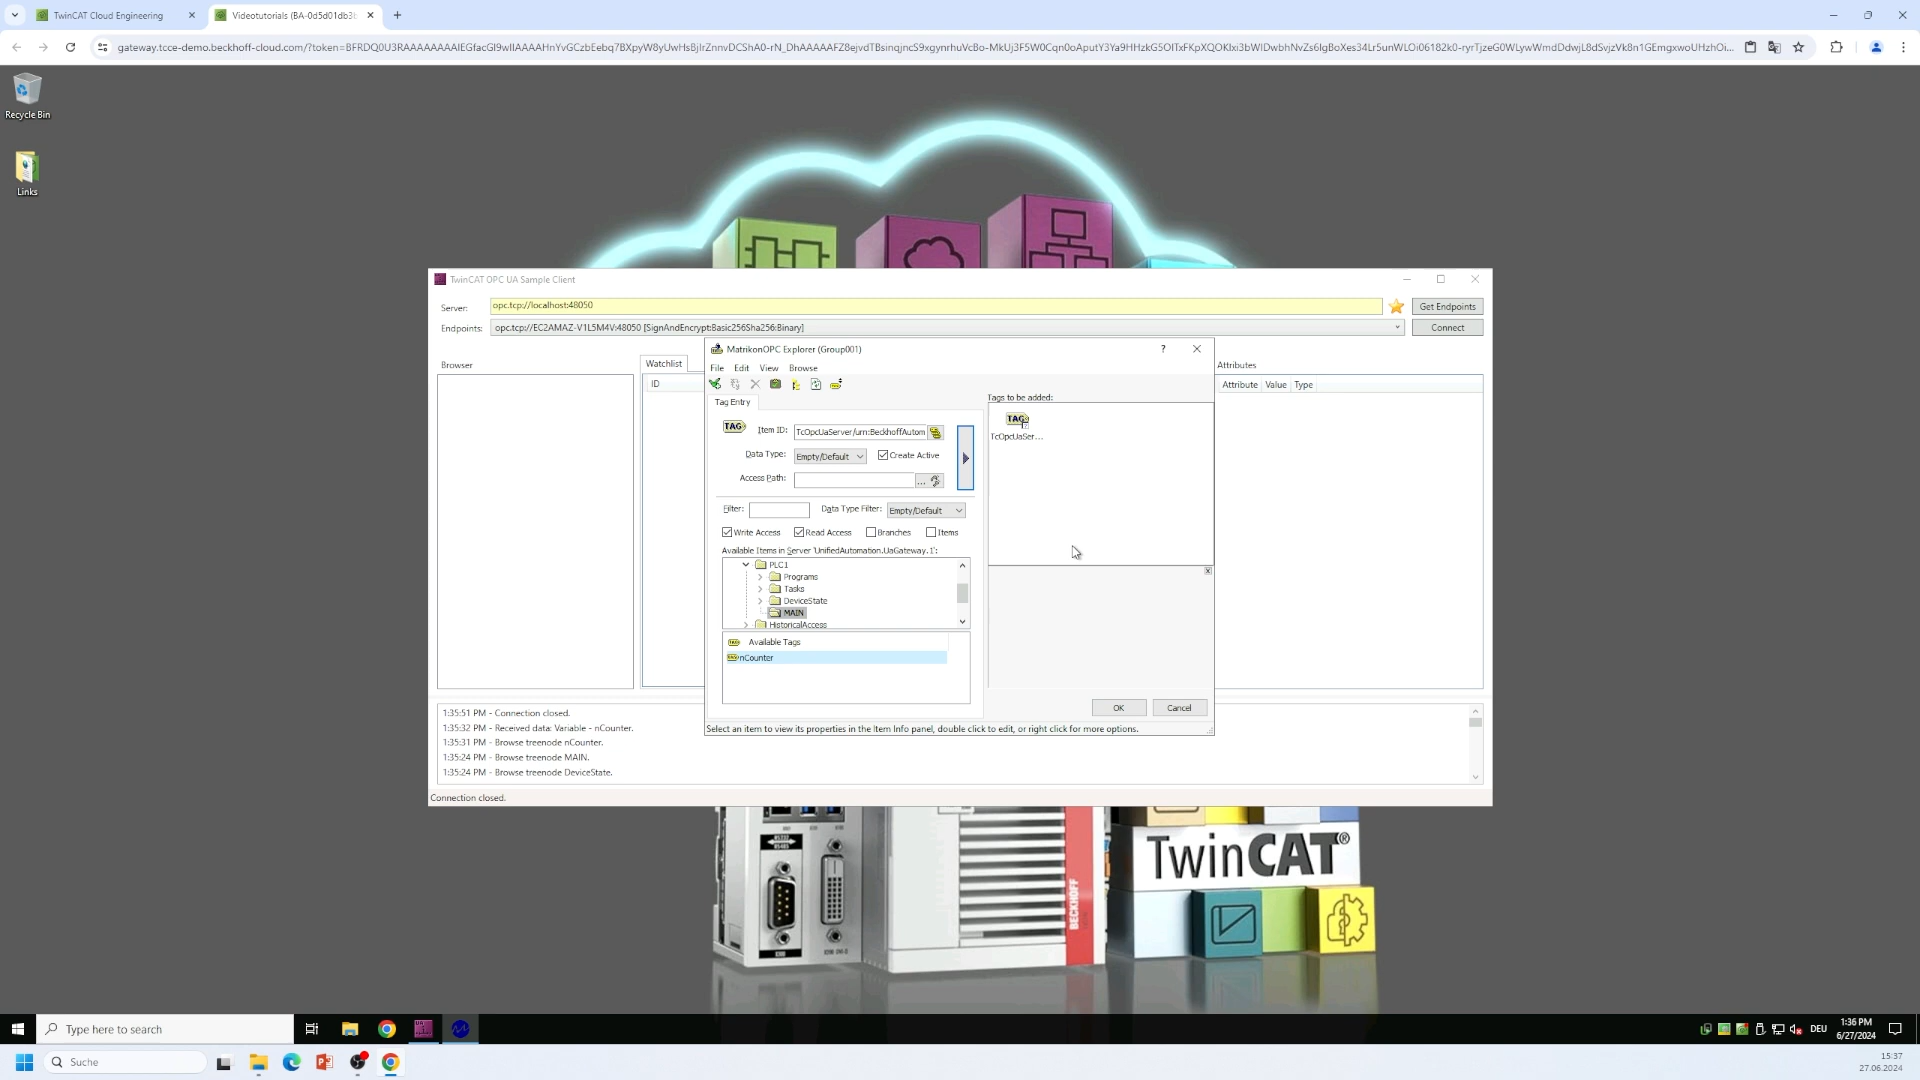 TwinCAT Cloud Engineering
Videotutorials (BA-0d5d01db3b
Recycle Bin
Links
TwinCAT OPC UA Sample Client
Server:
opc.tcp://localhost:48050
Get Endpoints
Endpoints:
opc.tcp://EC2AMAZ-V1L5M4V:48050 [SignAndEncrypt:Basic256Sha256:Binary]
Connect
Browser
Watchlist
ID
Attributes
Attribute Value Type
MatrikonOPC Explorer (Group001)
?
File Edit View Browse
Tag Entry
Tags to be added:
TAG
Item ID:
TcOpcUaServer/urn:BeckhoffAutom
Data Type:
Empty/Default
Create Active
Access Path:
...
TAG
TcOpcUaSer...
Filter:
Data Type Filter:
Empty/Default
Write Access
Read Access
Branches
Items
Available Items in Server 'UnifiedAutomation.UaGateway.1':
PLC1
Programs
Tasks
DeviceState
MAIN
HistoricalAccess
Available Tags
nCounter
OK
Cancel
Select an item to view its properties in the Item Info panel, double click to edit, or right click for more options.
1:35:51 PM - Connection closed.
1:35:32 PM - Received data: Variable - nCounter.
1:35:31 PM - Browse treenode nCounter.
1:35:24 PM - Browse treenode MAIN.
1:35:24 PM - Browse treenode DeviceState.
Connection closed.
TwinCAT®
BECKHOFF
Type here to search
DEU
1:36 PM
6/27/2024
Suche
15:37
27.06.2024